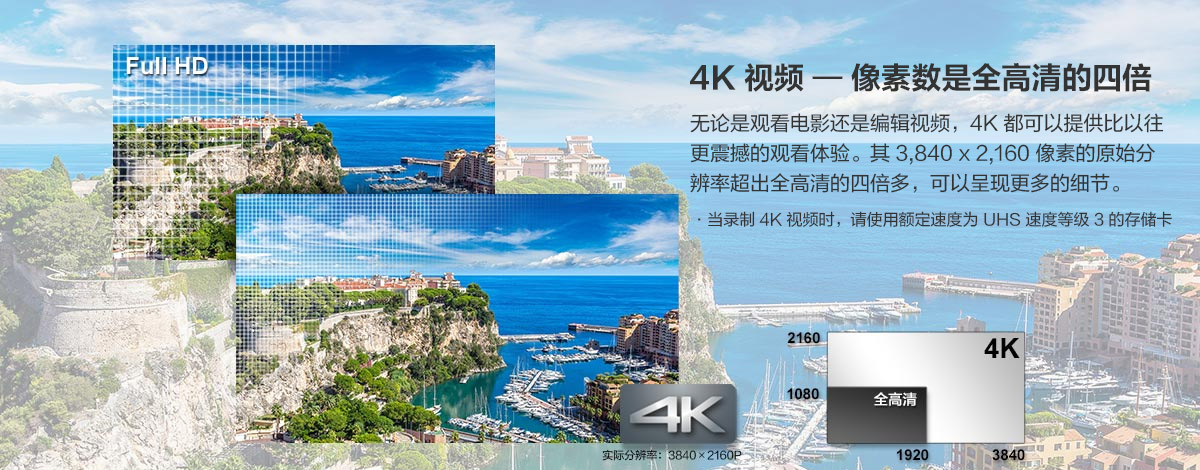 Full HD
4K 视频 — 像素数是全高清的四倍
无论是观看电影还是编辑视频，4K 都可以提供比以往
更震撼的观看体验。其 3,840 x 2,160 像素的原始分
辨率超出全高清的四倍多，可以呈现更多的细节。
· 当录制 4K 视频时，请使用额定速度为 UHS 速度等级 3 的存储卡
4K
实际分辨率：3840×2160P
2160
4K
1080
全高清
1920
3840